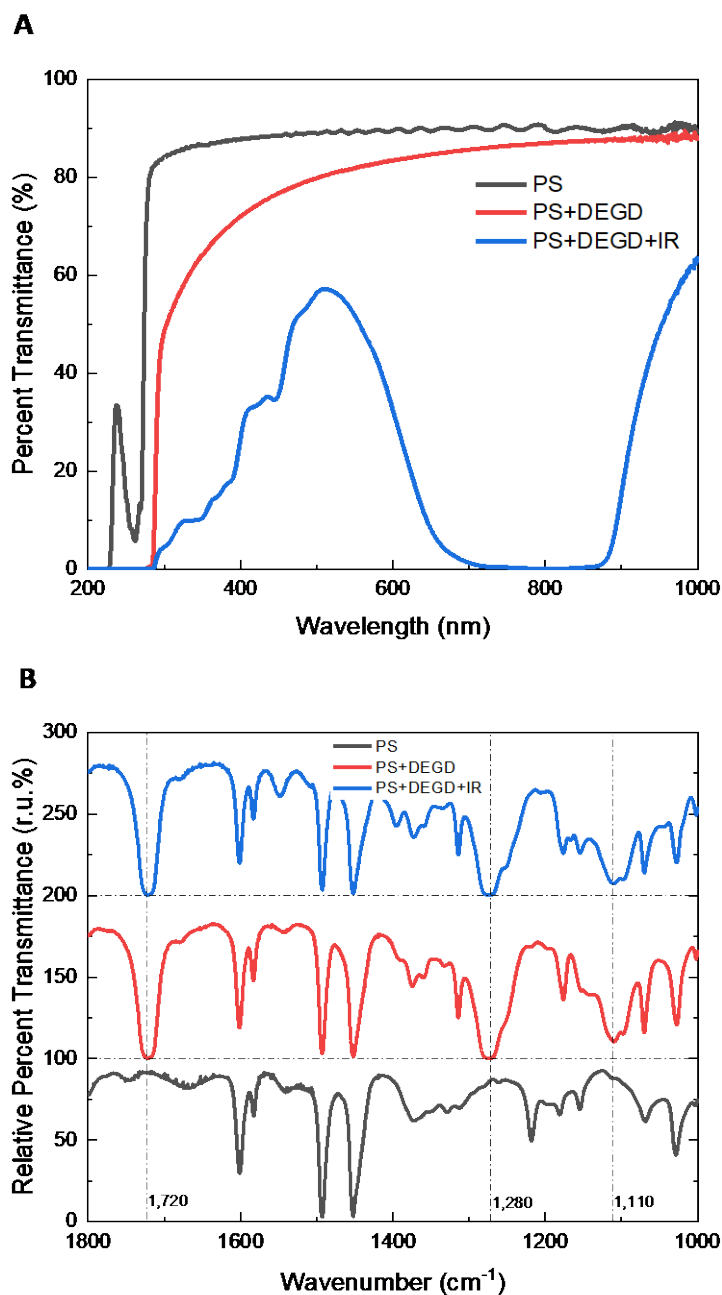 A
100
80
60
40
20
0
Percent Transmittance (%)
PS
PS+DEGD
PS+DEGD+IR
200 400 600 800 1000
Wavelength (nm)
B
300
250
200
150
100
50
0
Relative Percent Transmittance (r.u.%)
PS
PS+DEGD
PS+DEGD+IR
1,720 1,280 1,110
1800 1600 1400 1200 1000
Wavenumber (cm⁻¹)